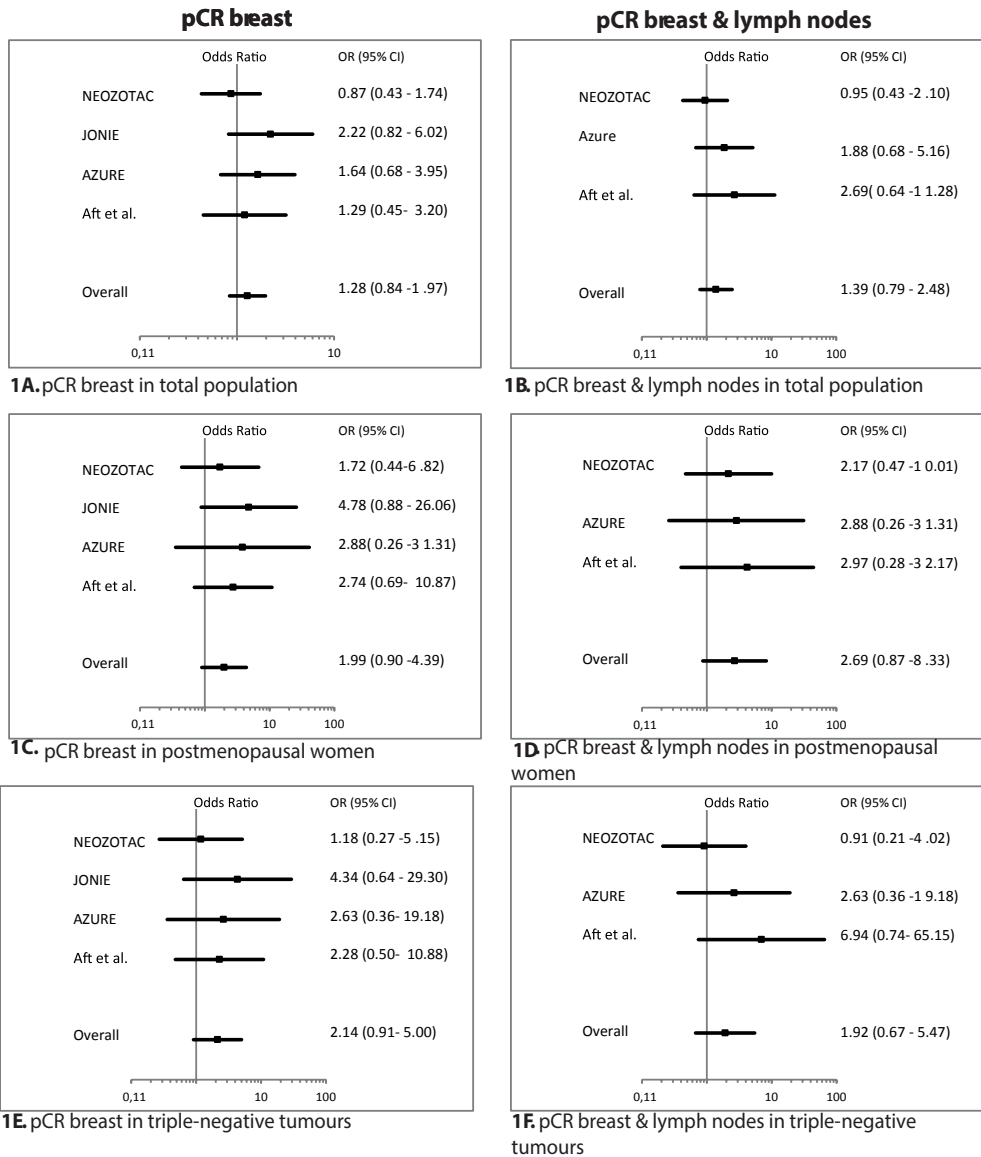 pCR breast
Odds Ratio OR (95% CI)
NEOZOTAC 0.87 (0.43 - 1.74)
JONIE 2.22 (0.82 - 6.02)
AZURE 1.64 (0.68 - 3.95)
Aft et al. 1.29 (0.45- 3.20)
Overall 1.28 (0.84 -1 .97)
0,11 10
1A. pCR breast in total population
pCR breast & lymph nodes
Odds Ratio OR (95% CI)
NEOZOTAC 0.95 (0.43 -2 .10)
Azure 1.88 (0.68 - 5.16)
Aft et al. 2.69( 0.64 -1 1.28)
Overall 1.39 (0.79 - 2.48)
0,11 10 100
1B. pCR breast & lymph nodes in total population
Odds Ratio OR (95% CI)
NEOZOTAC 1.72 (0.44-6 .82)
JONIE 4.78 (0.88 - 26.06)
AZURE 2.88( 0.26 -3 1.31)
Aft et al. 2.74 (0.69- 10.87)
Overall 1.99 (0.90 -4.39)
0,11 10 100
1C. pCR breast in postmenopausal women
Odds Ratio OR (95% CI)
NEOZOTAC 2.17 (0.47 -1 0.01)
AZURE 2.88 (0.26 -3 1.31)
Aft et al. 2.97 (0.28 -3 2.17)
Overall 2.69 (0.87 -8 .33)
0,11 10 100
1D. pCR breast & lymph nodes in postmenopausal
women
Odds Ratio OR (95% CI)
NEOZOTAC 1.18 (0.27 -5 .15)
JONIE 4.34 (0.64 - 29.30)
AZURE 2.63 (0.36- 19.18)
Aft et al. 2.28 (0.50- 10.88)
Overall 2.14 (0.91- 5.00)
0,11 10 100
1E. pCR breast in triple-negative tumours
Odds Ratio OR (95% CI)
NEOZOTAC 0.91 (0.21 -4 .02)
AZURE 2.63 (0.36 -1 9.18)
Aft et al. 6.94 (0.74- 65.15)
Overall 1.92 (0.67 - 5.47)
0,11 10 100
1F. pCR breast & lymph nodes in triple-negative
tumours